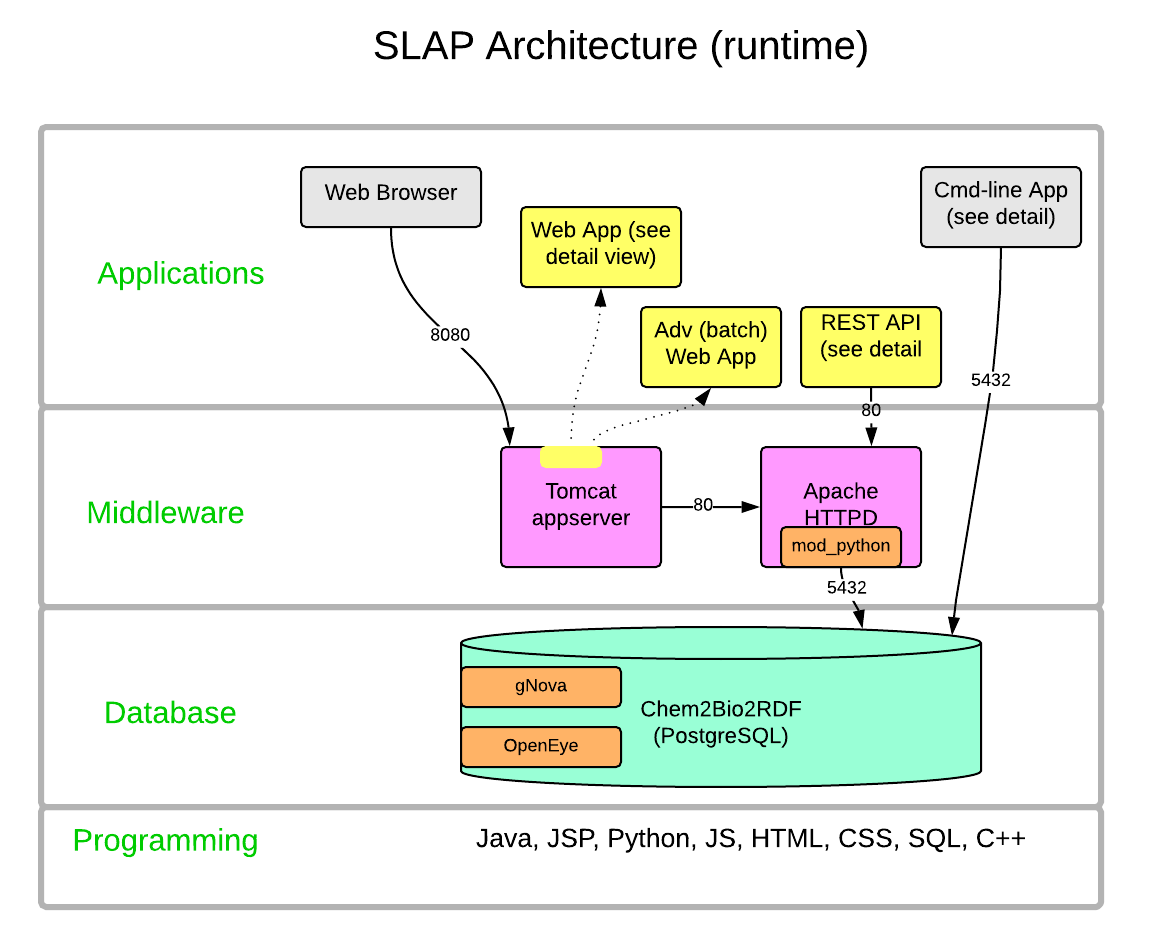 SLAP Architecture (runtime)
Web Browser
Cmd-line App
(see detail)
Web App (see
detail view)
Applications
Adv (batch)
Web App
REST API
(see detail
8080
5432
80
Middleware
Tomcat
appserver
80
Apache
HTTPD
mod_python
5432
Database
gNova
OpenEye
Chem2Bio2RDF
(PostgreSQL)
Programming
Java, JSP, Python, JS, HTML, CSS, SQL, C++